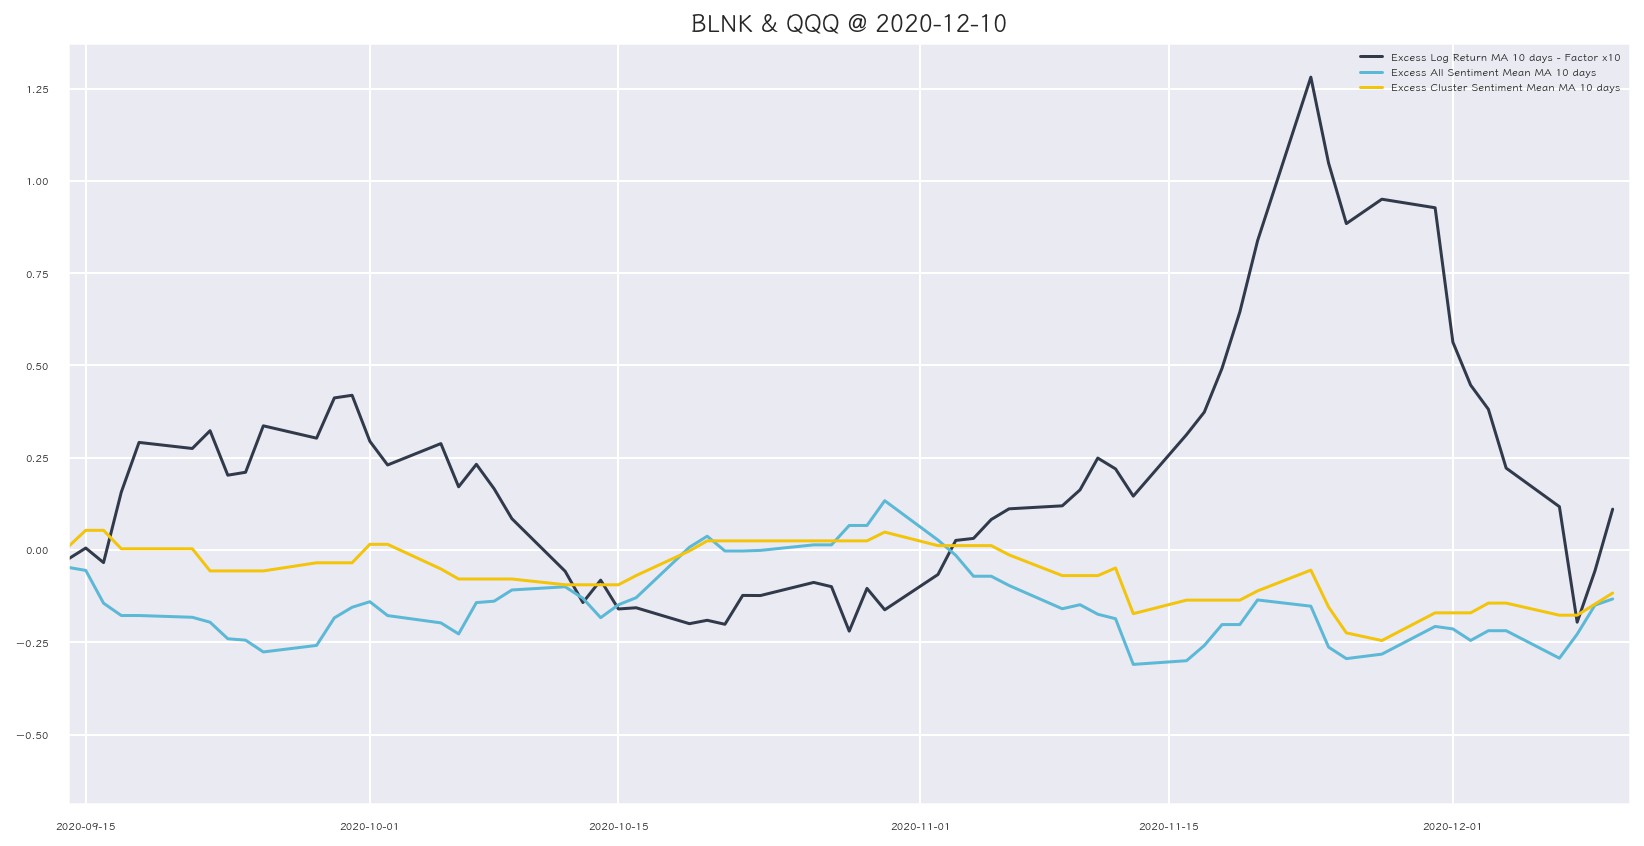 BLNK & QQQ @ 2020-12-10
Excess Log Return MA 10 days - Factor x10
Excess All Sentiment Mean MA 10 days
Excess Cluster Sentiment Mean MA 10 days
1.25
1.00
0.75
0.50
0.25
0.00
−0.25
−0.50
2020-09-15 2020-10-01 2020-10-15 2020-11-01 2020-11-15 2020-12-01